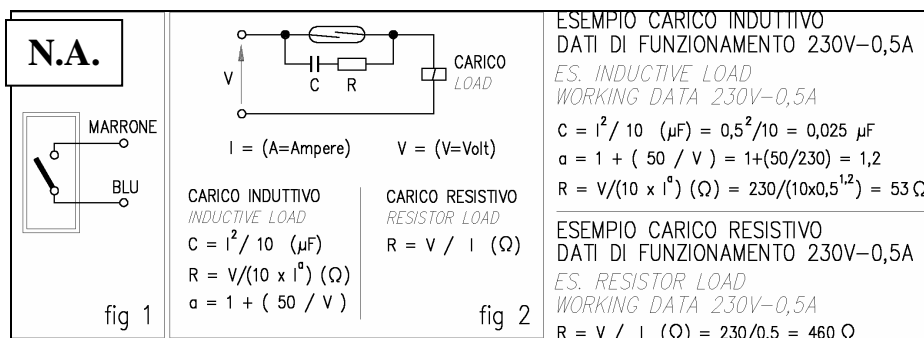 N.A.
MARRONE
BLU
fig 1
V
C R
CARICO
LOAD
I = (A=Ampere) V = (V=Volt)
CARICO INDUTTIVO
INDUCTIVE LOAD
C = I²/ 10 (µF)
R = V/(10 x Iᵃ) (Ω)
a = 1 + ( 50 / V )
CARICO RESISTIVO
RESISTOR LOAD
R = V / I (Ω)
fig 2
ESEMPIO CARICO INDUTTIVO
DATI DI FUNZIONAMENTO 230V-0,5A
ES. INDUCTIVE LOAD
WORKING DATA 230V-0,5A
C = I²/ 10 (µF) = 0,5²/10 = 0,025 µF
a = 1 + ( 50 / V ) = 1+(50/230) = 1,2
R = V/(10 x Iᵃ) (Ω) = 230/(10x0,5¹,²) = 53 Ω
ESEMPIO CARICO RESISTIVO
DATI DI FUNZIONAMENTO 230V-0,5A
ES. RESISTOR LOAD
WORKING DATA 230V-0,5A
R = V / I (Ω) = 230/0,5 = 460 Ω